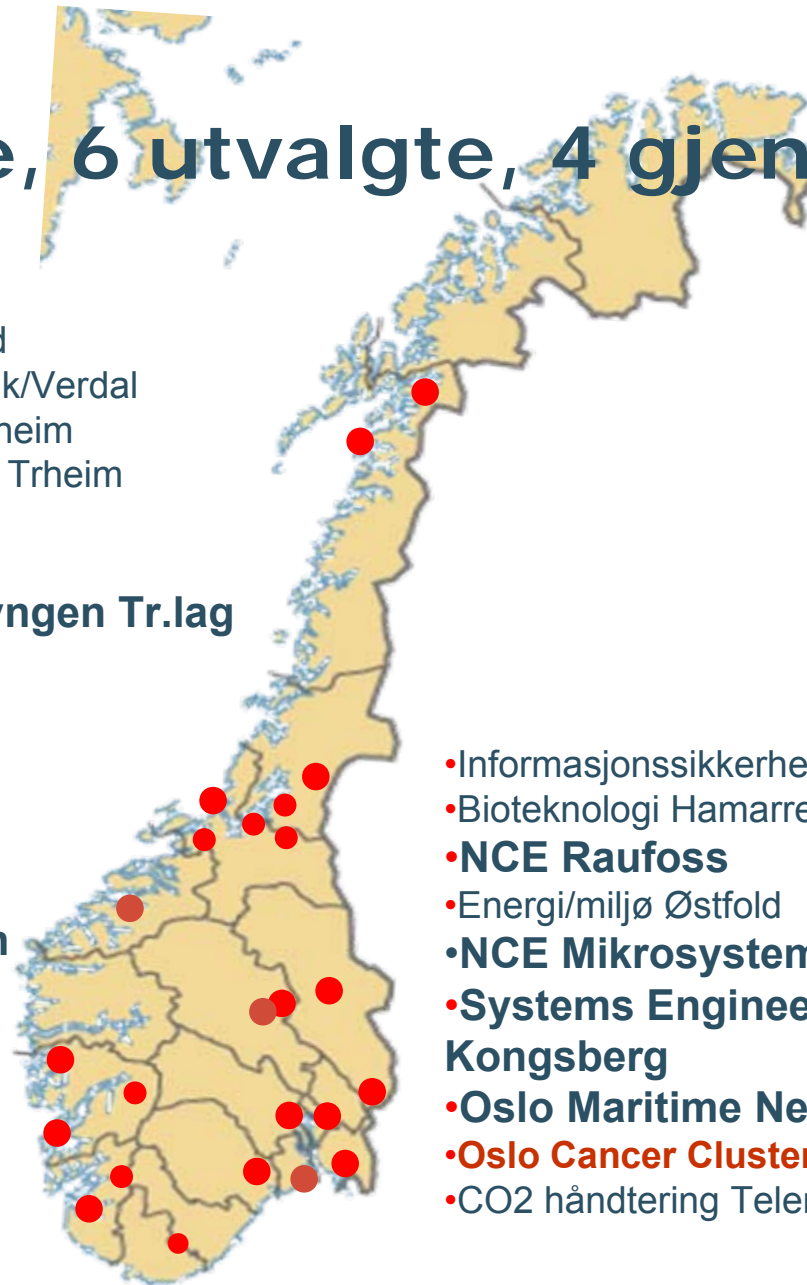 e, 6 utvalgte, 4 gjen
d
k/Verdal
heim
Trheim
yngen Tr.lag
n
•Informasjonssikkerhe
•Bioteknologi Hamarre
•NCE Raufoss
•Energi/miljø Østfold
•NCE Mikrosystem
•Systems Enginee
Kongsberg
•Oslo Maritime Ne
•Oslo Cancer Cluster
•CO2 håndtering Teler